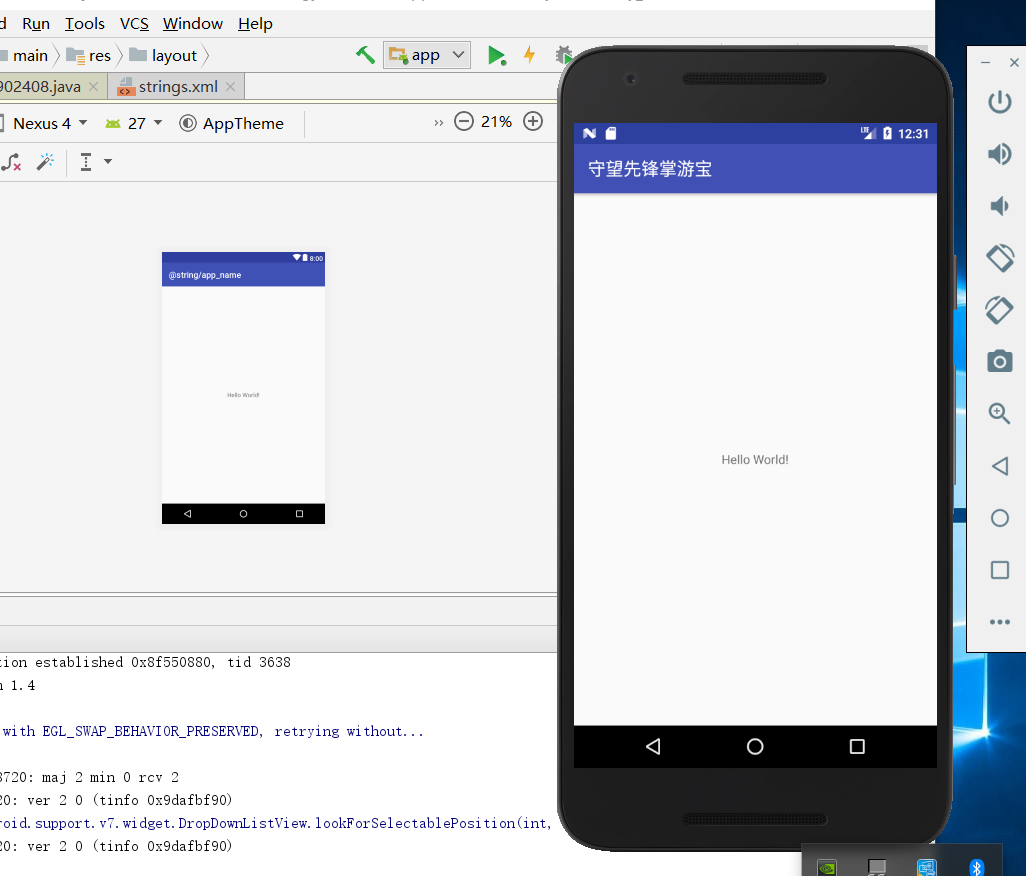 Run Tools VCS Window Help
main res layout app
902408.java strings.xml
Nexus 4 27 AppTheme 21%
8:00
@string/app_name
Hello World!
LTE 12:31
守望先锋掌游宝
Hello World!
tion established 0x8f550880, tid 3638
n 1.4
with EGL_SWAP_BEHAVIOR_PRESERVED, retrying without...
3720: maj 2 min 0 rcv 2
20: ver 2 0 (tinfo 0x9dafbf90)
roid.support.v7.widget.DropDownListView.lookForSelectablePosition(int,
20: ver 2 0 (tinfo 0x9dafbf90)